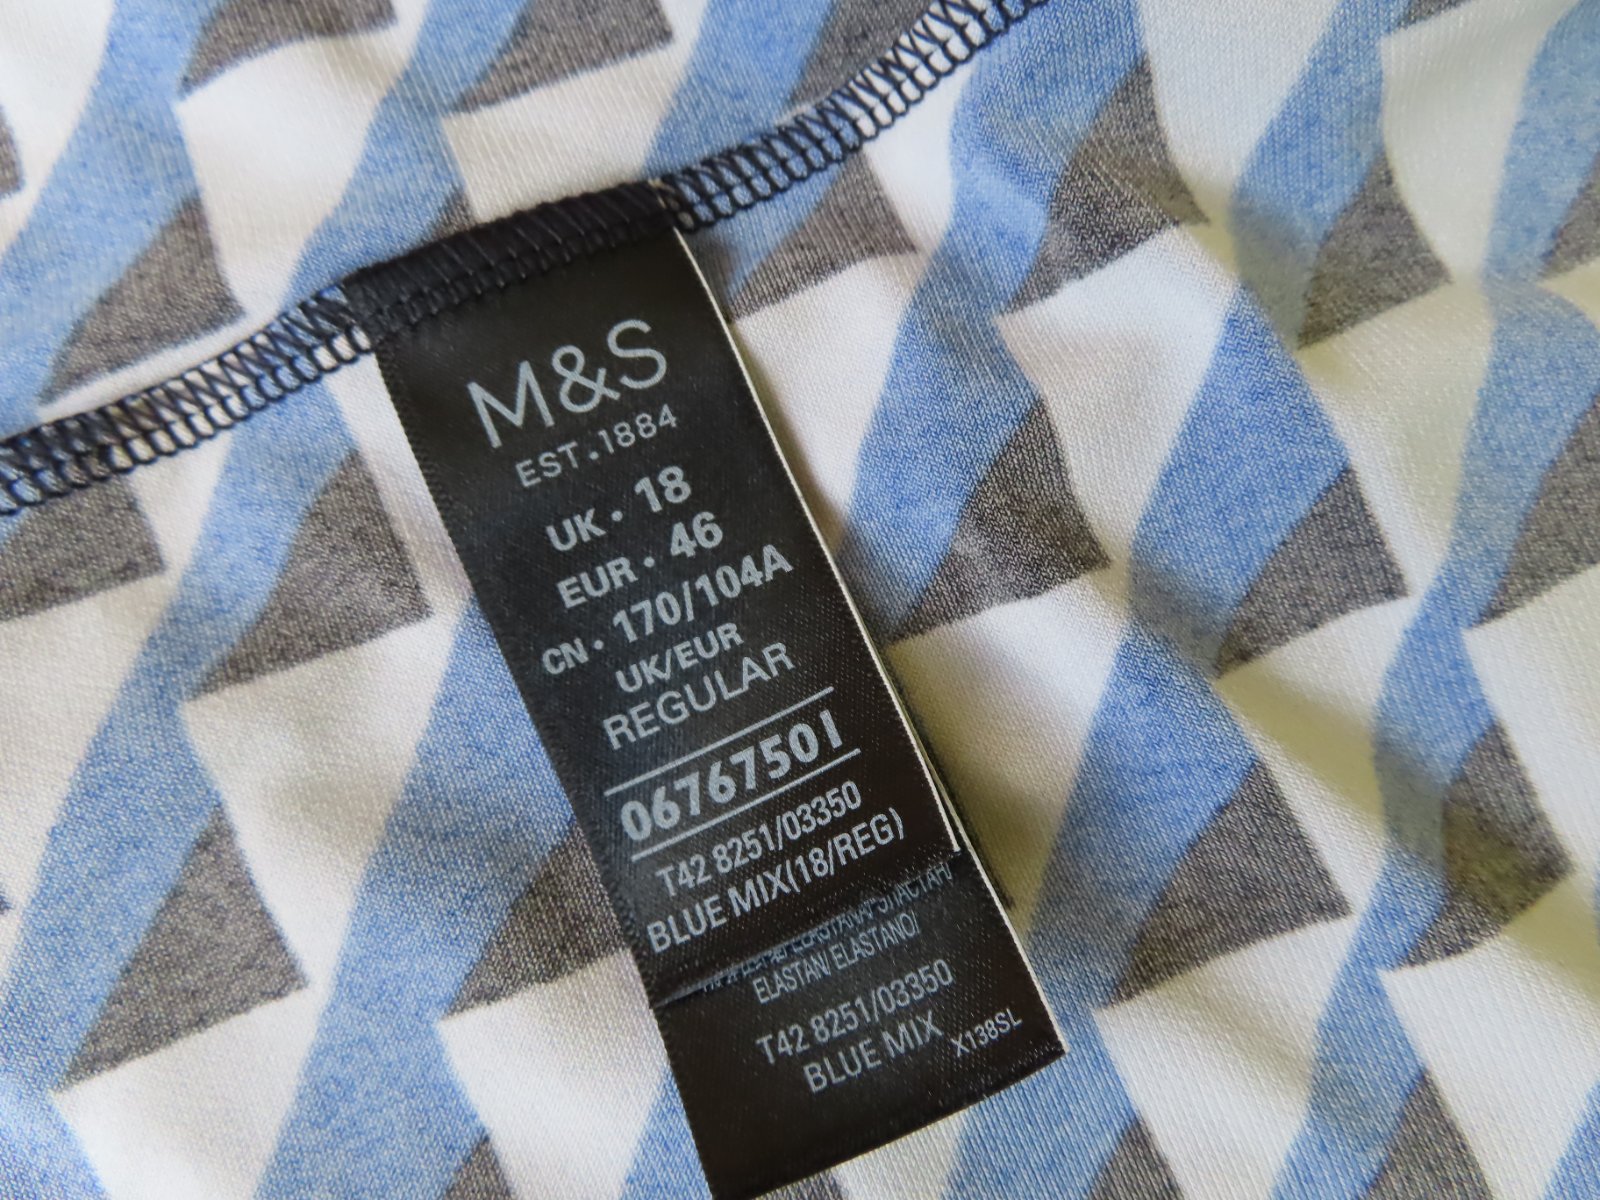 M&S
EST. 1884
UK • 18
EUR • 46
CN • 170/104A
UK/EUR
REGULAR
06767501
T42 8251/03350
BLUE MIX(18/REG)
ELASTAN/ ELASTANO/
T42 8251/03350
BLUE MIX
X138SL